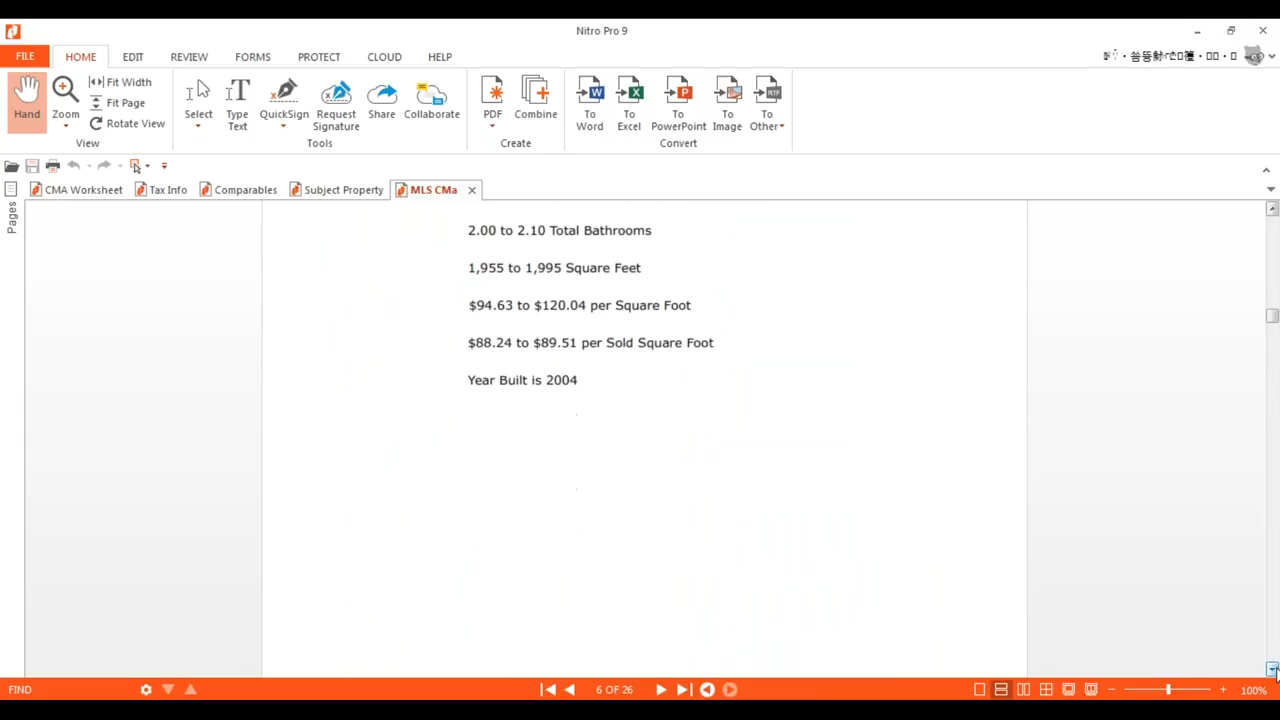 Nitro Pro 9
FILE HOME EDIT REVIEW FORMS PROTECT CLOUD HELP
Hand
Zoom
Fit Width
Fit Page
Rotate View
View
Select
Type Text
QuickSign
Request Signature
Share
Collaborate
Tools
PDF
Combine
Create
To Word
To Excel
To PowerPoint
To Image
To Other
Convert
CMA Worksheet Tax Info Comparables Subject Property MLS CMa
Pages
2.00 to 2.10 Total Bathrooms
1,955 to 1,995 Square Feet
$94.63 to $120.04 per Square Foot
$88.24 to $89.51 per Sold Square Foot
Year Built is 2004
FIND 6 OF 26 100%